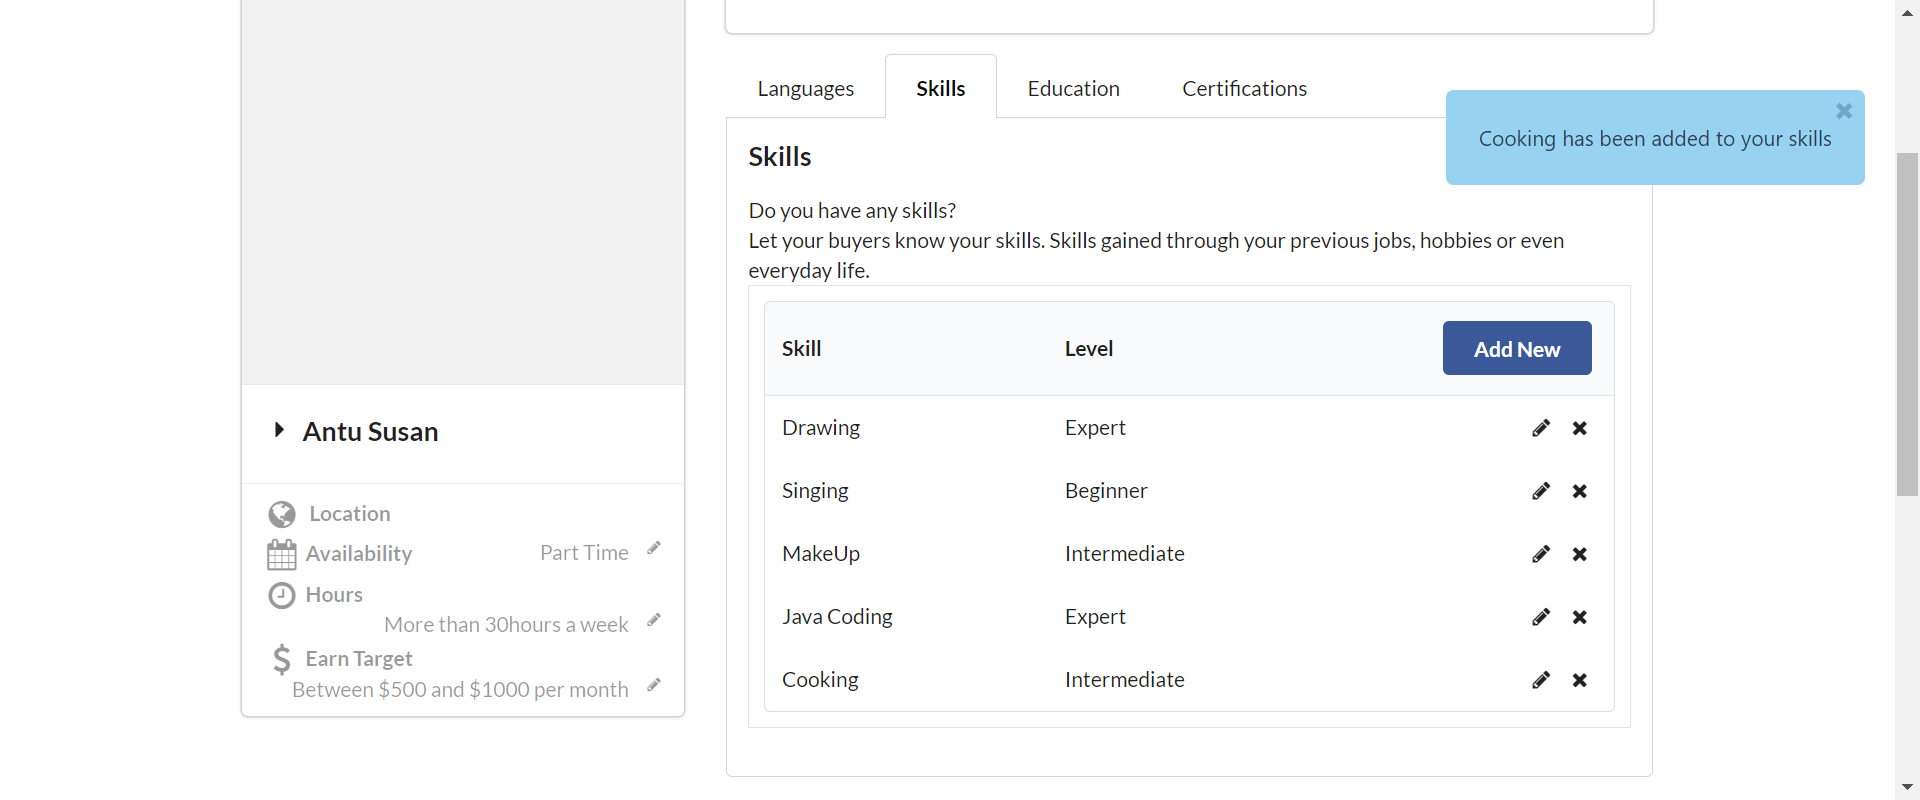 Languages
Skills
Education
Certifications
Cooking has been added to your skills
Skills
Do you have any skills?
Let your buyers know your skills. Skills gained through your previous jobs, hobbies or even
everyday life.
Skill Level Add New
Drawing Expert
Singing Beginner
MakeUp Intermediate
Java Coding Expert
Cooking Intermediate
Antu Susan
Location
Availability Part Time
Hours
More than 30hours a week
Earn Target
Between $500 and $1000 per month